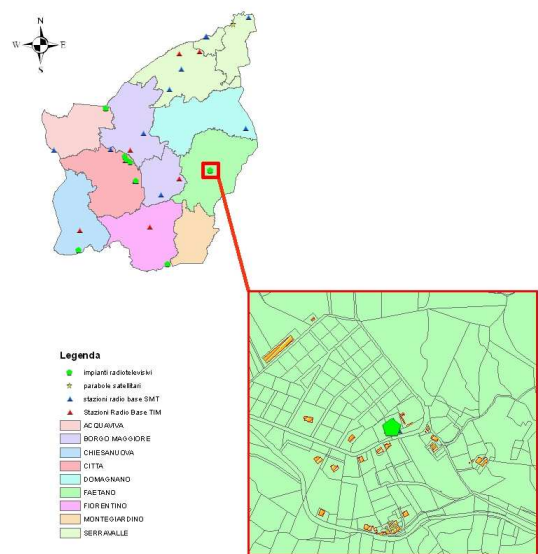 N
W E
S
Legenda
impianti radiotelevisivi
parabole satellitari
stazioni radio base SMT
Stazioni Radio Base TIM
ACQUAVIVA
BORGO MAGGIORE
CHIESANUOVA
CITTA
DOMAGNANO
FAETANO
FIORENTINO
MONTEGIARDINO
SERRAVALLE